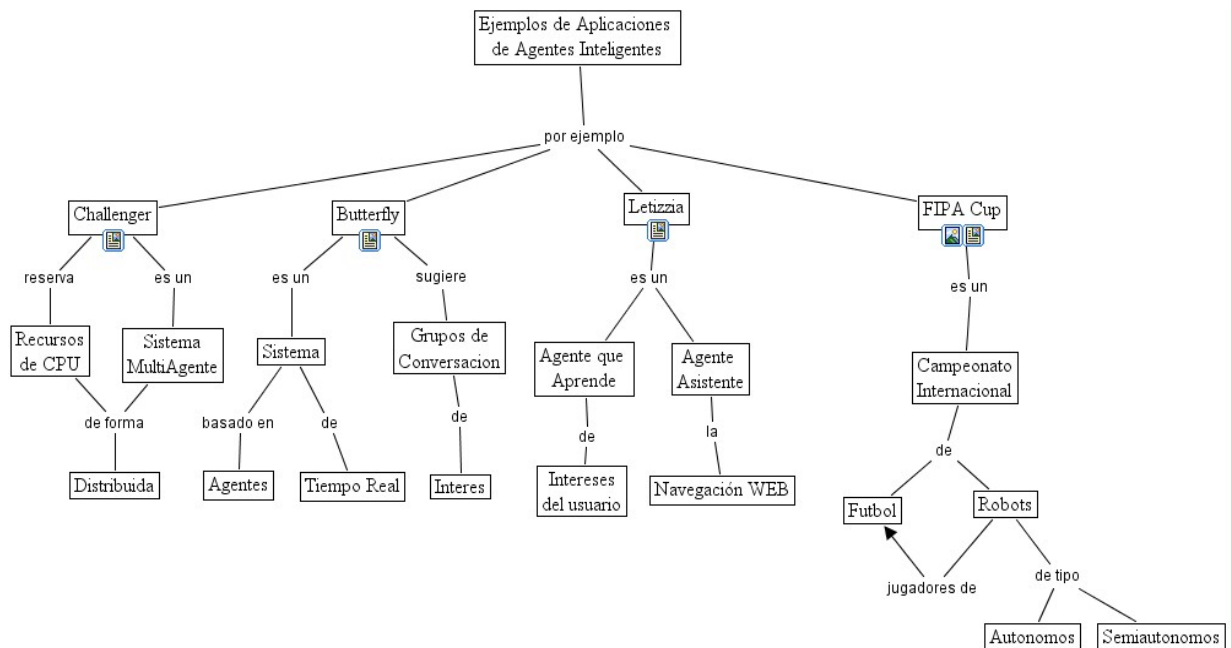 Ejemplos de Aplicaciones
de Agentes Inteligentes
por ejemplo
Challenger
Butterfly
Letizzia
FIPA Cup
reserva
es un
es un
sugiere
es un
es un
Recursos
de CPU
Sistema
MultiAgente
Sistema
Grupos de
Conversacion
Agente que
Aprende
Agente
Asistente
Campeonato
Internacional
de forma
basado en
de
de
de
la
de
Distribuida
Agentes
Tiempo Real
Interes
Intereses
del usuario
Navegación WEB
Futbol
Robots
jugadores de
de tipo
Autonomos
Semiautonomos